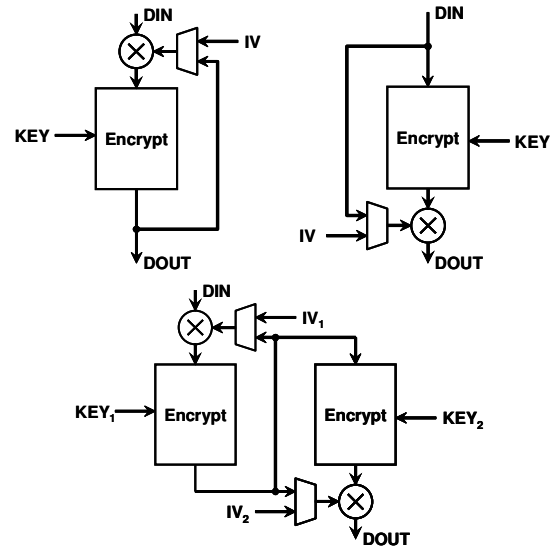 DIN
IV
KEY
Encrypt
DOUT
DIN
Encrypt
KEY
IV
DOUT
DIN
IV₁
KEY₁
Encrypt
Encrypt
KEY₂
IV₂
DOUT